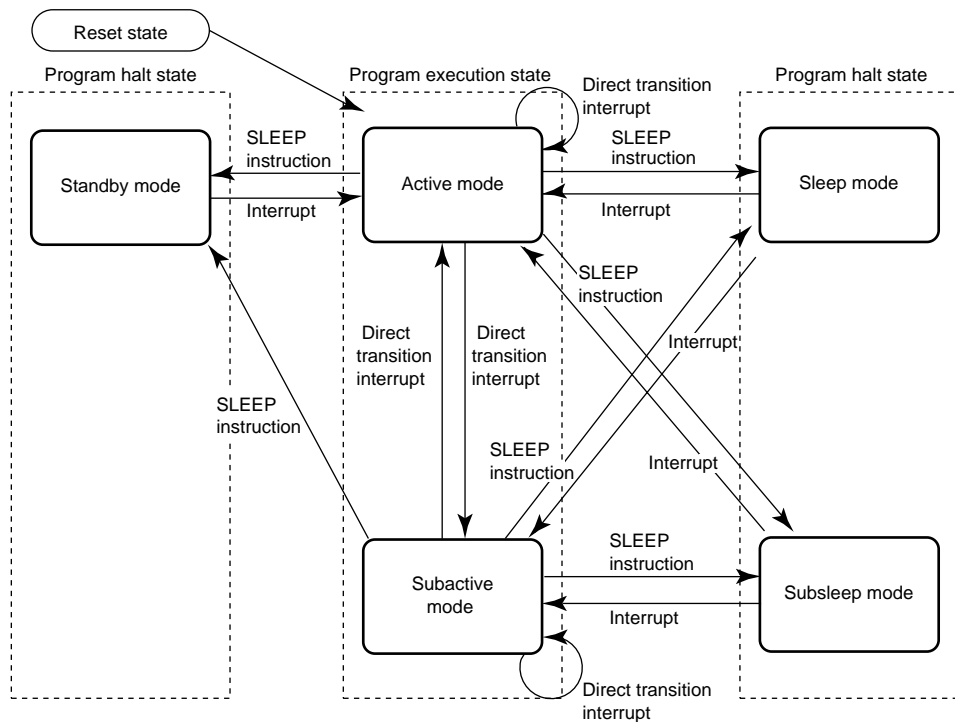 Reset state
Program halt state
Program execution state
Program halt state
Direct transition
interrupt
SLEEP
instruction
SLEEP
instruction
Standby mode
Active mode
Sleep mode
Interrupt
Interrupt
SLEEP
instruction
Direct
transition
interrupt
Direct
transition
interrupt
Interrupt
SLEEP
instruction
SLEEP
instruction
Interrupt
SLEEP
instruction
Subactive
mode
Subsleep mode
Interrupt
Direct transition
interrupt